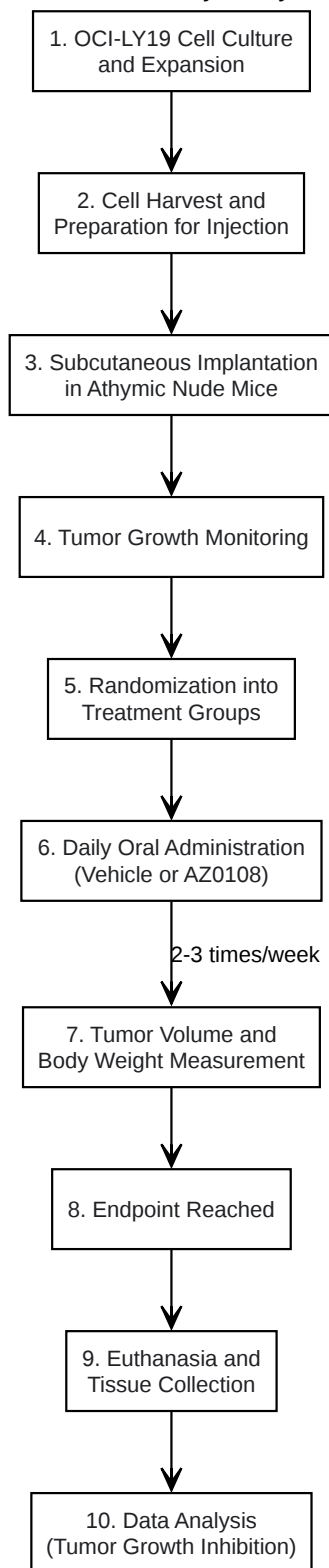 1. OCI-LY19 Cell Culture
and Expansion
2. Cell Harvest and
Preparation for Injection
3. Subcutaneous Implantation
in Athymic Nude Mice
4. Tumor Growth Monitoring
5. Randomization into
Treatment Groups
6. Daily Oral Administration
(Vehicle or AZ0108)
2-3 times/week
7. Tumor Volume and
Body Weight Measurement
8. Endpoint Reached
9. Euthanasia and
Tissue Collection
10. Data Analysis
(Tumor Growth Inhibition)